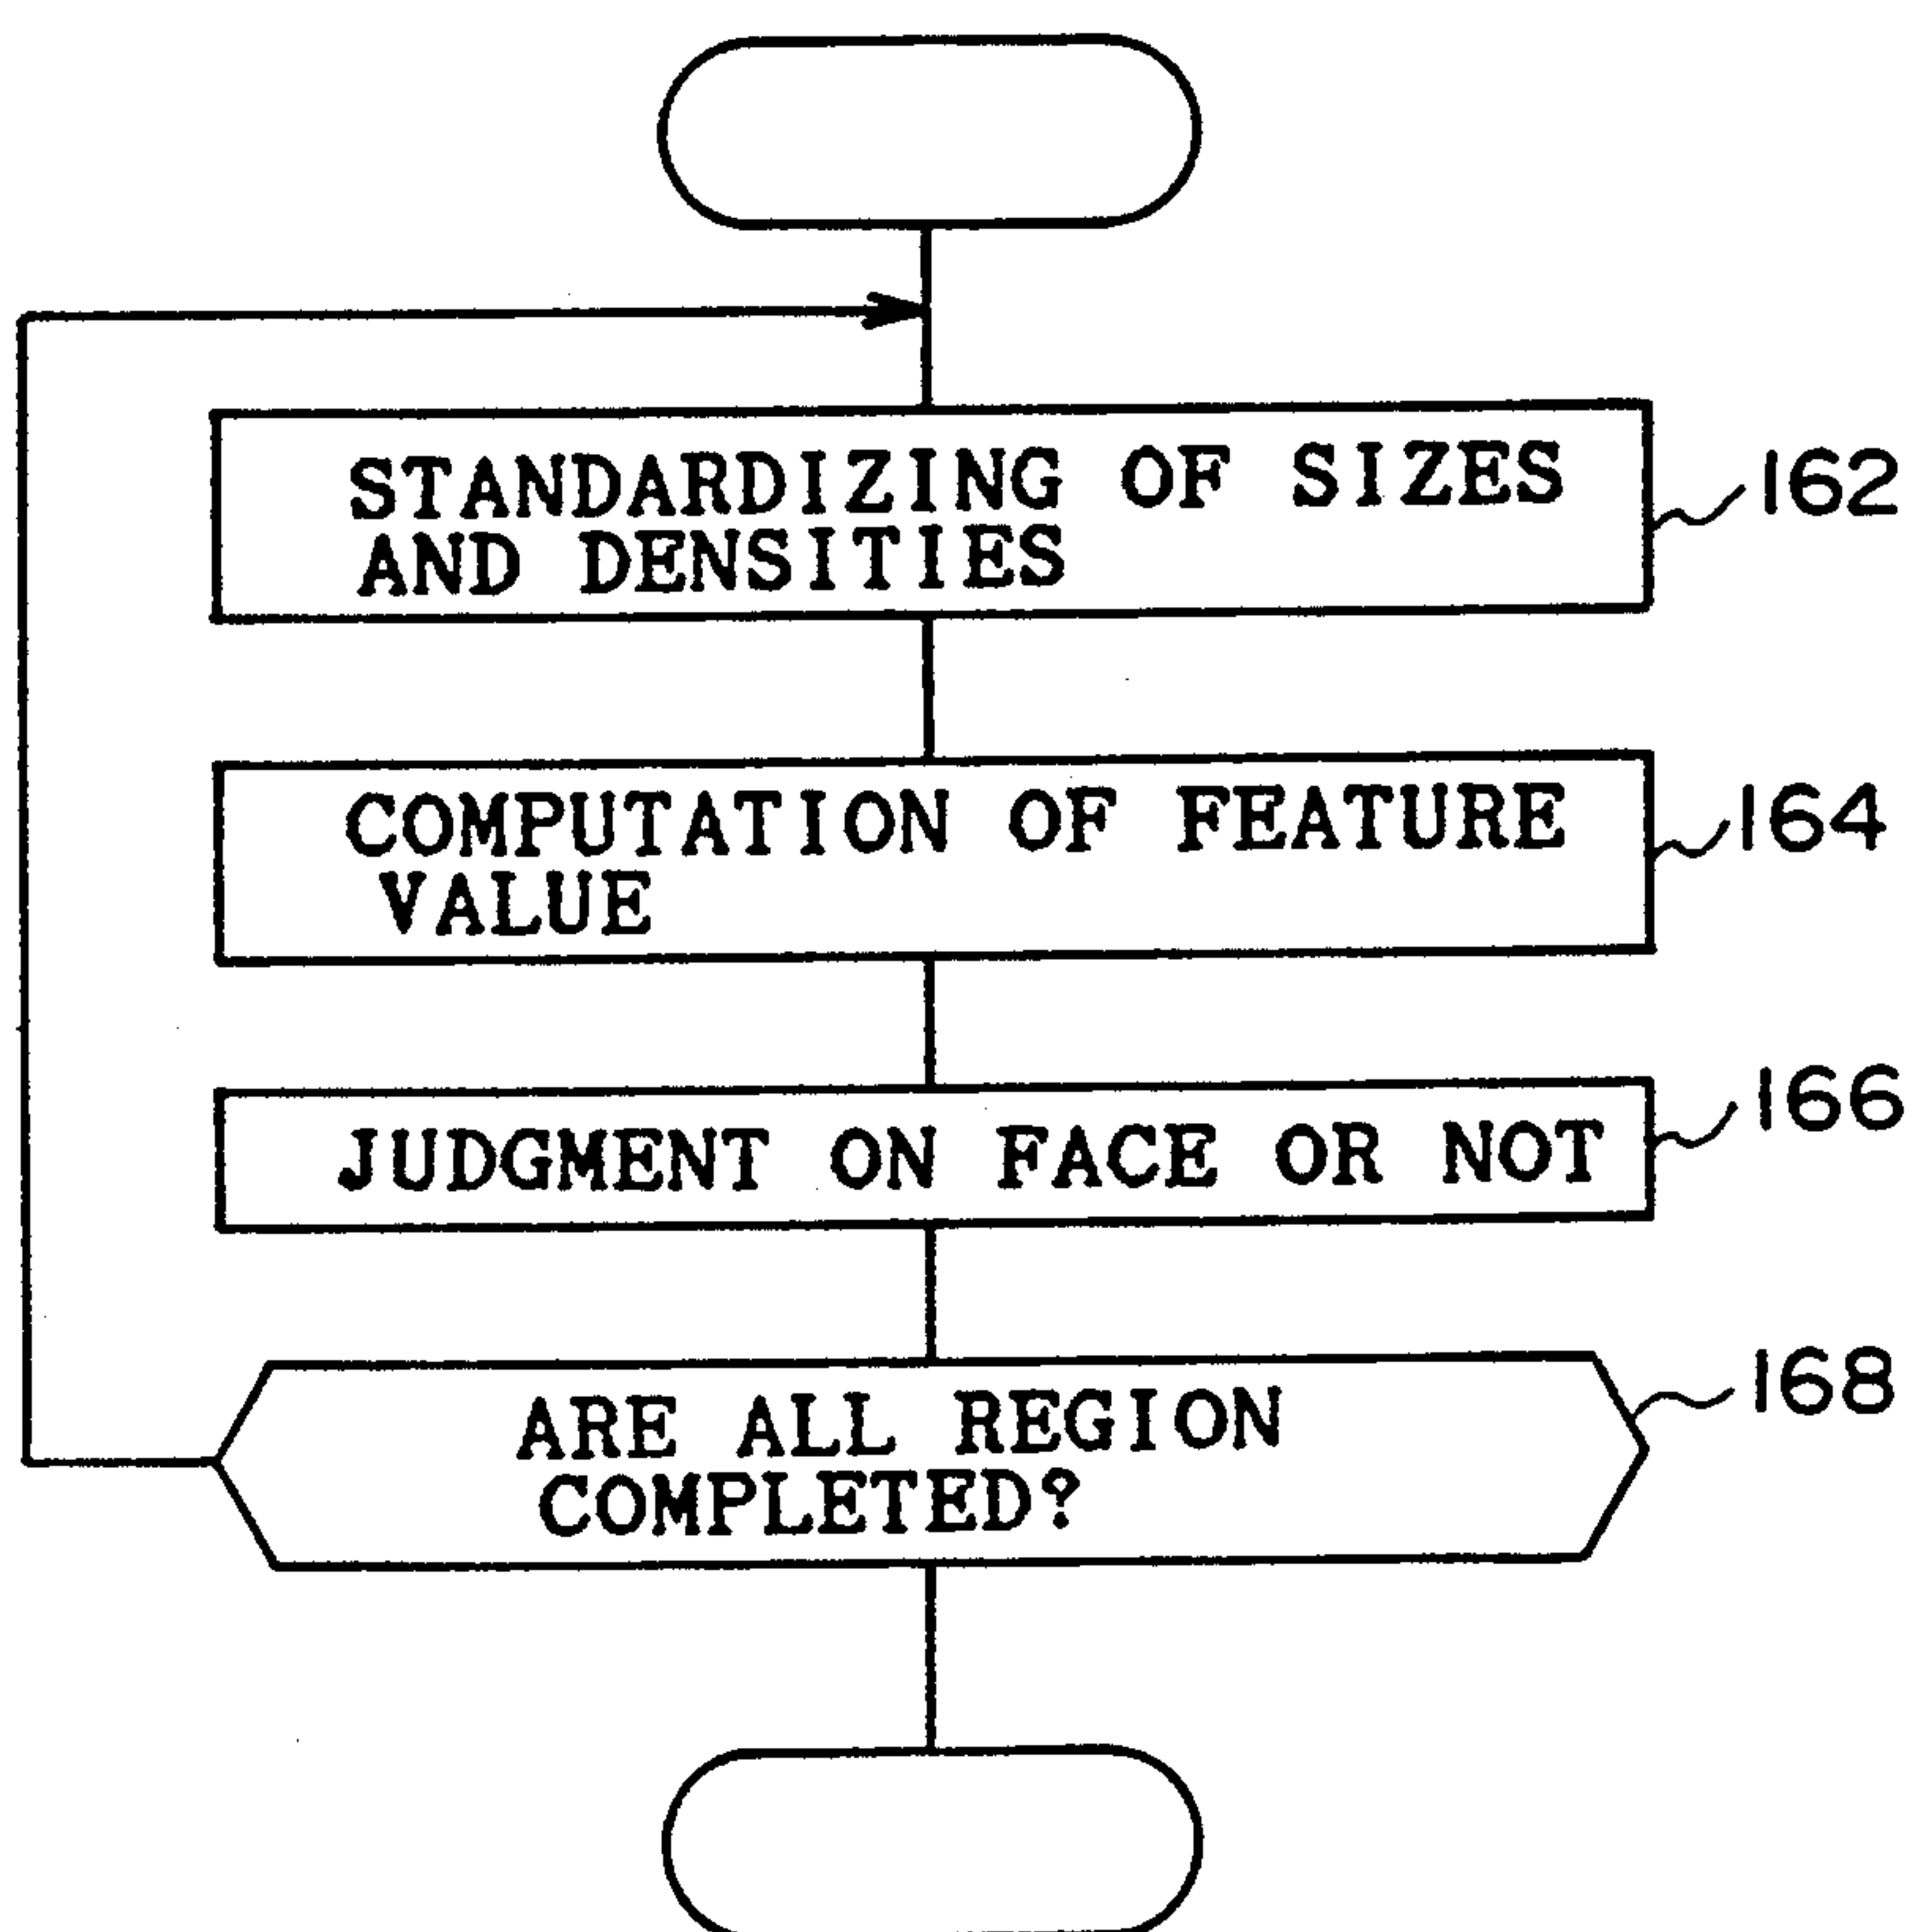 STANDARDIZING OF SIZES
AND DENSITIES
162
COMPUTATION OF FEATURE
VALUE
164
JUDGMENT ON FACE OR NOT
166
ARE ALL REGION
COMPLETED?
168